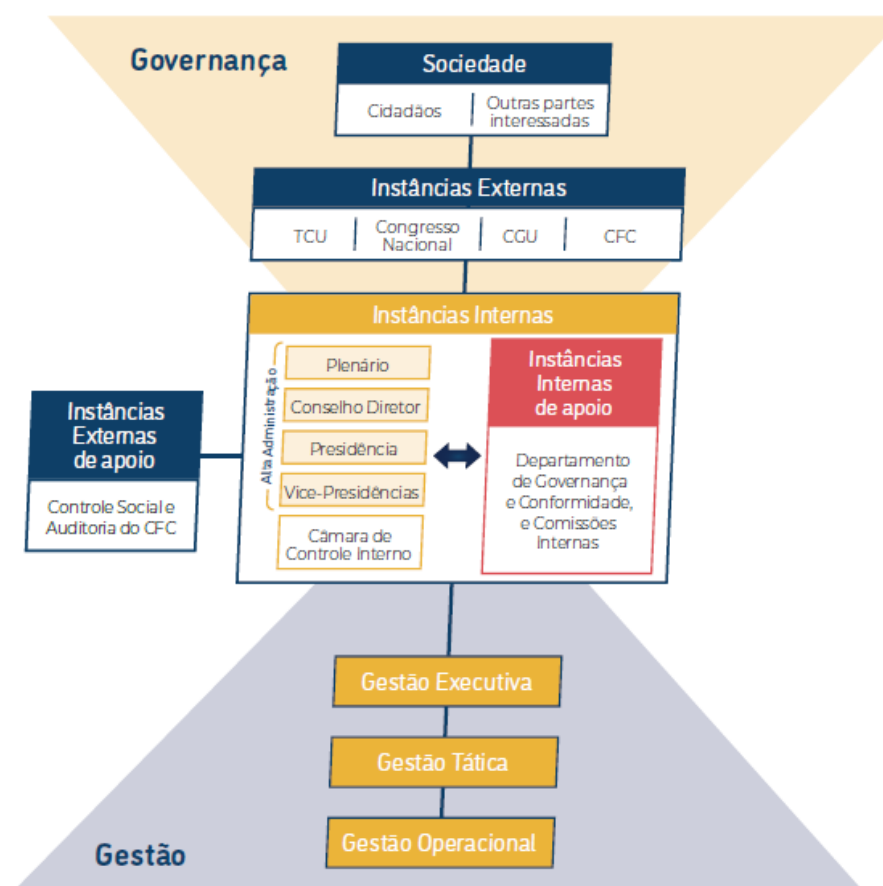 Governança
Sociedade
Cidadãos
Outras partes
interessadas
Instâncias Externas
TCU
Congresso
Nacional
CGU
CFC
Instâncias Internas
Alta Administração
Plenário
Conselho Diretor
Presidência
Vice-Presidências
Câmara de
Controle Interno
Instâncias
Internas
de apoio
Departamento
de Governança
e Conformidade,
e Comissões
Internas
Instâncias
Externas
de apoio
Controle Social e
Auditoria do CFC
Gestão Executiva
Gestão Tática
Gestão Operacional
Gestão